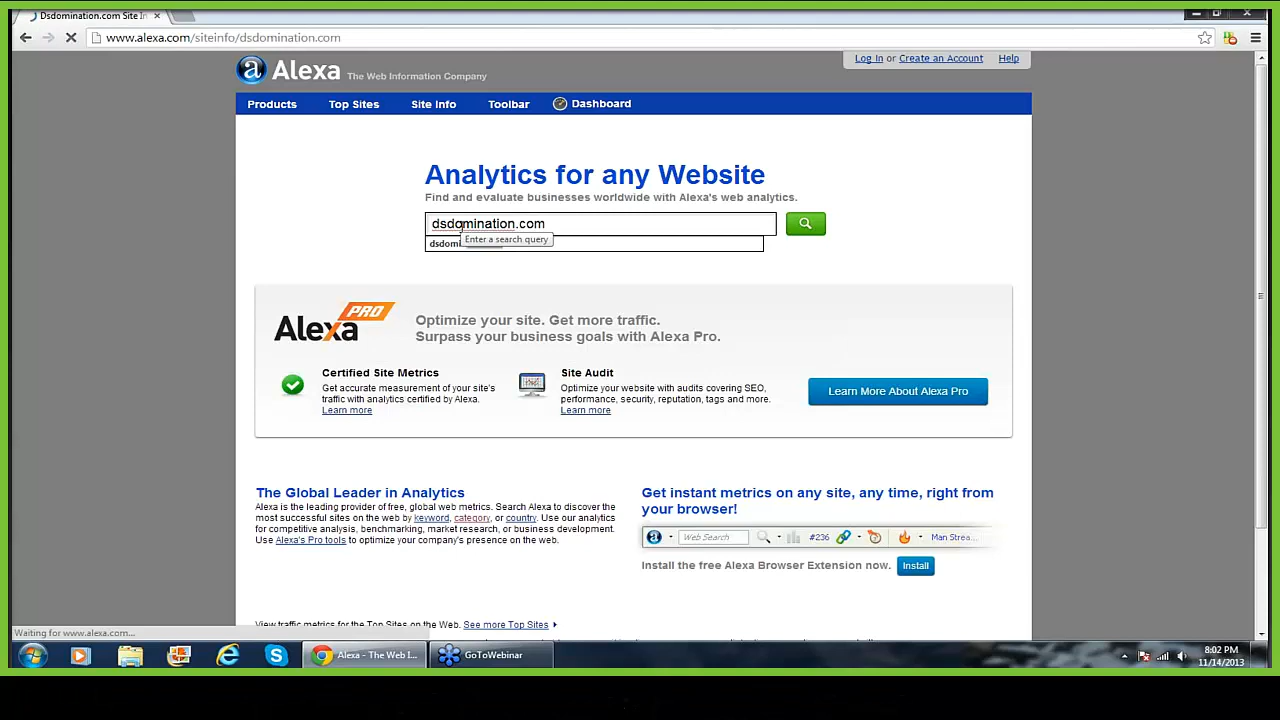 Dsdomination.com Site In
www.alexa.com/siteinfo/dsdomination.com
Alexa The Web Information Company
Log In or Create an Account Help
Products Top Sites Site Info Toolbar Dashboard
Analytics for any Website
Find and evaluate businesses worldwide with Alexa's web analytics.
dsdomination.com
Enter a search query
dsdomi
Alexa PRO
Optimize your site. Get more traffic.
Surpass your business goals with Alexa Pro.
Certified Site Metrics
Get accurate measurement of your site's
traffic with analytics certified by Alexa.
Learn more
Site Audit
Optimize your website with audits covering SEO,
performance, security, reputation, tags and more.
Learn more
Learn More About Alexa Pro
The Global Leader in Analytics
Alexa is the leading provider of free, global web metrics. Search Alexa to discover the
most successful sites on the web by keyword, category, or country. Use our analytics
for competitive analysis, benchmarking, market research, or business development.
Use Alexa's Pro tools to optimize your company's presence on the web.
Get instant metrics on any site, any time, right from
your browser!
Web Search #236 Man Strea...
Install the free Alexa Browser Extension now. Install
View traffic metrics for the Top Sites on the Web. See more Top Sites
Waiting for www.alexa.com...
Alexa - The Web I...
GoToWebinar
8:02 PM
11/14/2013